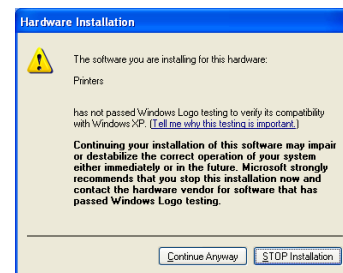 Hardware Installation
The software you are installing for this hardware:
Printers
has not passed Windows Logo testing to verify its compatibility
with Windows XP. (Tell me why this testing is important.)
Continuing your installation of this software may impair
or destabilize the correct operation of your system
either immediately or in the future. Microsoft strongly
recommends that you stop this installation now and
contact the hardware vendor for software that has
passed Windows Logo testing.
Continue Anyway STOP Installation